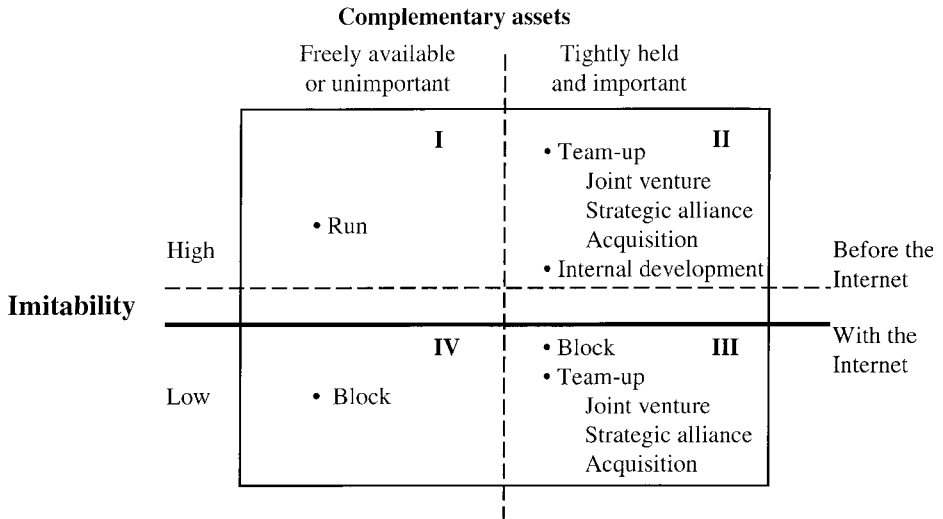 Complementary assets
Freely available
or unimportant
Tightly held
and important
I
II
• Team-up
Joint venture
Strategic alliance
Acquisition
• Internal development
• Run
High
Before the
Internet
Imitability
With the
Internet
IV
III
• Block
• Team-up
Joint venture
Strategic alliance
Acquisition
• Block
Low